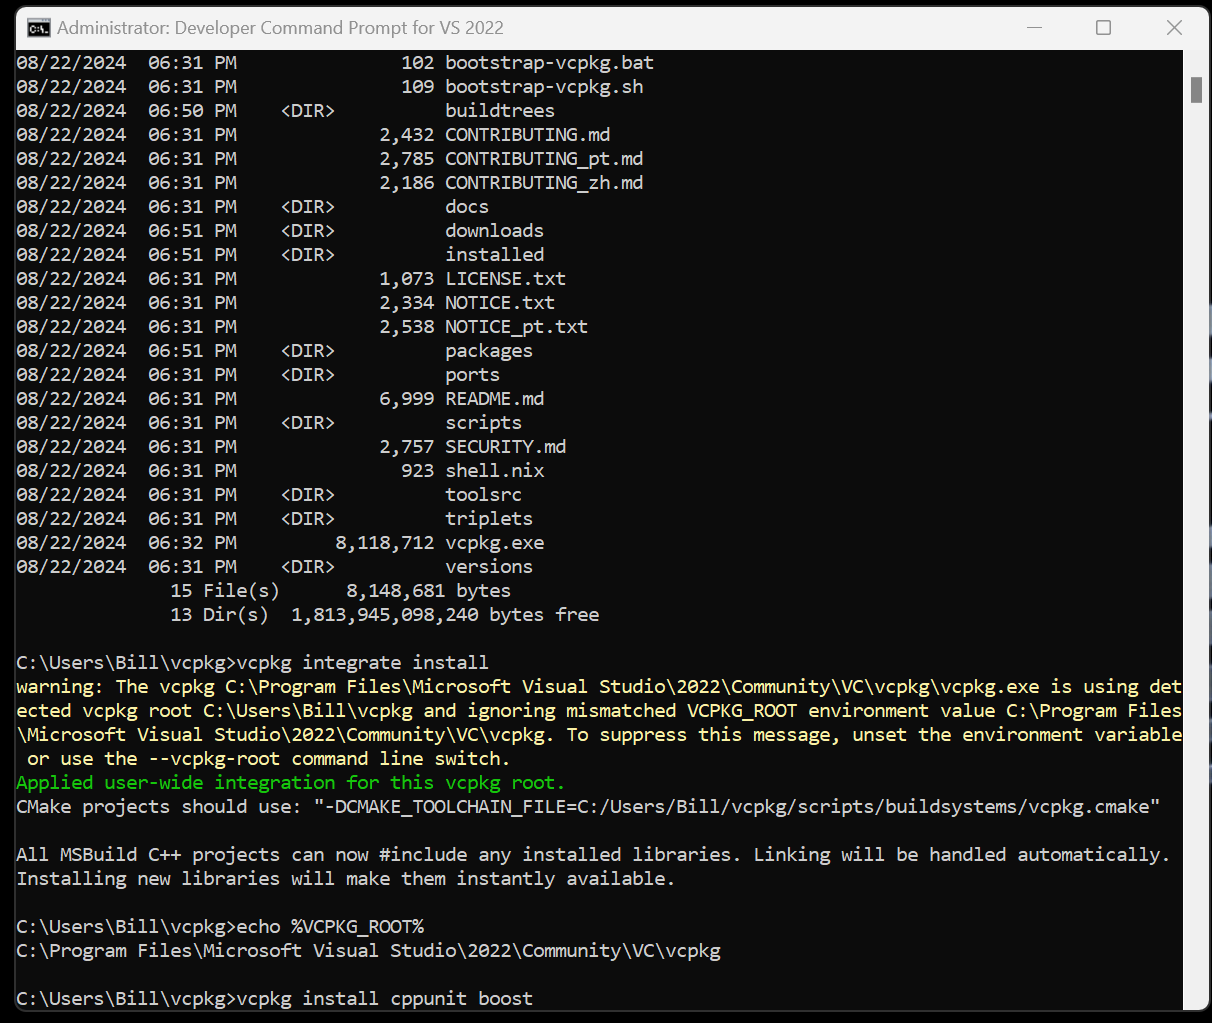 Administrator: Developer Command Prompt for VS 2022
08/22/2024  06:31 PM               102 bootstrap-vcpkg.bat
08/22/2024  06:31 PM               109 bootstrap-vcpkg.sh
08/22/2024  06:50 PM    <DIR>          buildtrees
08/22/2024  06:31 PM             2,432 CONTRIBUTING.md
08/22/2024  06:31 PM             2,785 CONTRIBUTING_pt.md
08/22/2024  06:31 PM             2,186 CONTRIBUTING_zh.md
08/22/2024  06:31 PM    <DIR>          docs
08/22/2024  06:51 PM    <DIR>          downloads
08/22/2024  06:51 PM    <DIR>          installed
08/22/2024  06:31 PM             1,073 LICENSE.txt
08/22/2024  06:31 PM             2,334 NOTICE.txt
08/22/2024  06:31 PM             2,538 NOTICE_pt.txt
08/22/2024  06:51 PM    <DIR>          packages
08/22/2024  06:31 PM    <DIR>          ports
08/22/2024  06:31 PM             6,999 README.md
08/22/2024  06:31 PM    <DIR>          scripts
08/22/2024  06:31 PM             2,757 SECURITY.md
08/22/2024  06:31 PM               923 shell.nix
08/22/2024  06:31 PM    <DIR>          toolsrc
08/22/2024  06:31 PM    <DIR>          triplets
08/22/2024  06:32 PM         8,118,712 vcpkg.exe
08/22/2024  06:31 PM    <DIR>          versions
              15 File(s)      8,148,681 bytes
              13 Dir(s)  1,813,945,098,240 bytes free
C:\Users\Bill\vcpkg>vcpkg integrate install
warning: The vcpkg C:\Program Files\Microsoft Visual Studio\2022\Community\VC\vcpkg\vcpkg.exe is using det
ected vcpkg root C:\Users\Bill\vcpkg and ignoring mismatched VCPKG_ROOT environment value C:\Program Files
\Microsoft Visual Studio\2022\Community\VC\vcpkg. To suppress this message, unset the environment variable
 or use the --vcpkg-root command line switch.
Applied user-wide integration for this vcpkg root.
CMake projects should use: "-DCMAKE_TOOLCHAIN_FILE=C:/Users/Bill/vcpkg/scripts/buildsystems/vcpkg.cmake"
All MSBuild C++ projects can now #include any installed libraries. Linking will be handled automatically.
Installing new libraries will make them instantly available.
C:\Users\Bill\vcpkg>echo %VCPKG_ROOT%
C:\Program Files\Microsoft Visual Studio\2022\Community\VC\vcpkg
C:\Users\Bill\vcpkg>vcpkg install cppunit boost